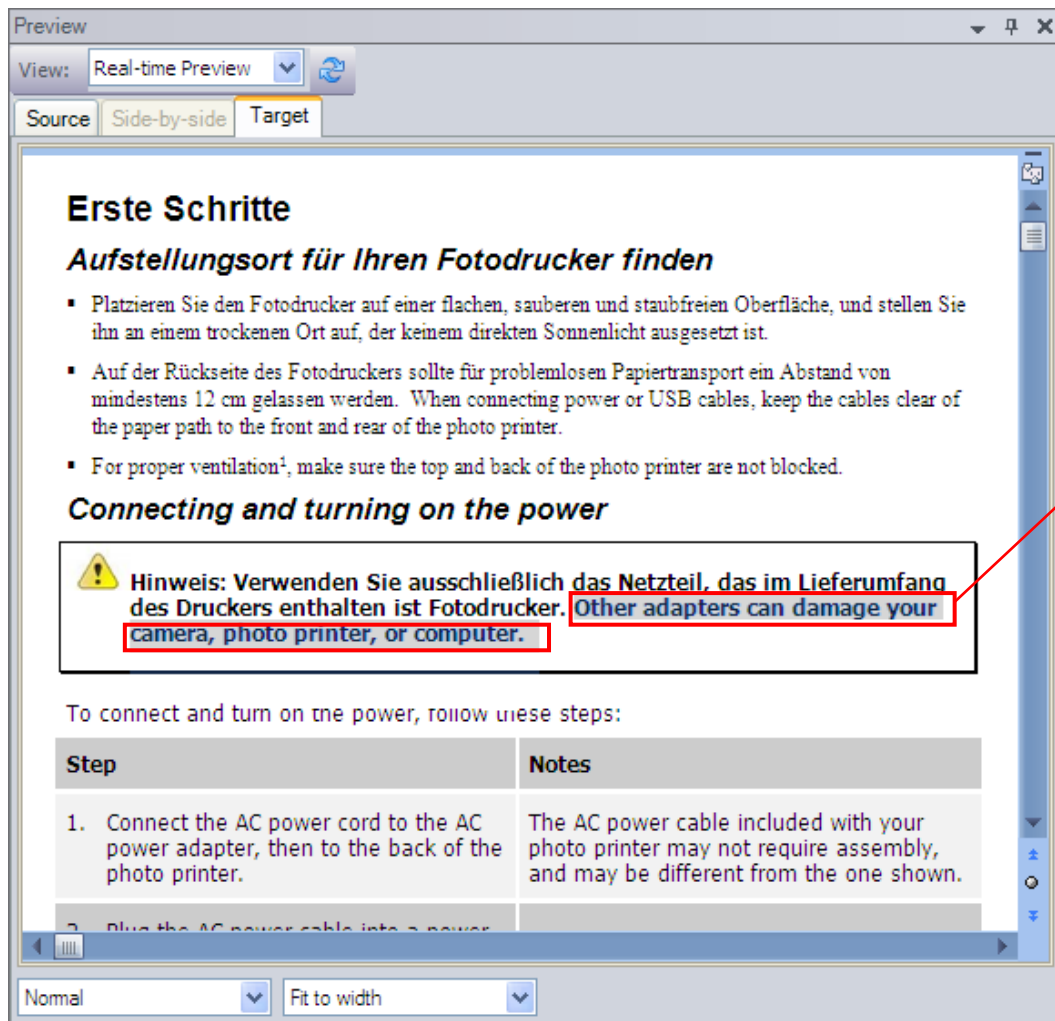 Preview
View: Real-time Preview
Source Side-by-side Target
Erste Schritte
Aufstellungsort für Ihren Fotodrucker finden
▪ Platzieren Sie den Fotodrucker auf einer flachen, sauberen und staubfreien Oberfläche, und stellen Sie
ihn an einem trockenen Ort auf, der keinem direkten Sonnenlicht ausgesetzt ist.
▪ Auf der Rückseite des Fotodruckers sollte für problemlosen Papiertransport ein Abstand von
mindestens 12 cm gelassen werden. When connecting power or USB cables, keep the cables clear of
the paper path to the front and rear of the photo printer.
▪ For proper ventilation¹, make sure the top and back of the photo printer are not blocked.
Connecting and turning on the power
Hinweis: Verwenden Sie ausschließlich das Netzteil, das im Lieferumfang
des Druckers enthalten ist Fotodrucker. Other adapters can damage your
camera, photo printer, or computer.
To connect and turn on the power, follow these steps:
Step Notes
1. Connect the AC power cord to the AC
power adapter, then to the back of the
photo printer.
The AC power cable included with your
photo printer may not require assembly,
and may be different from the one shown.
2. Plug the AC power cable into a power
Normal Fit to width